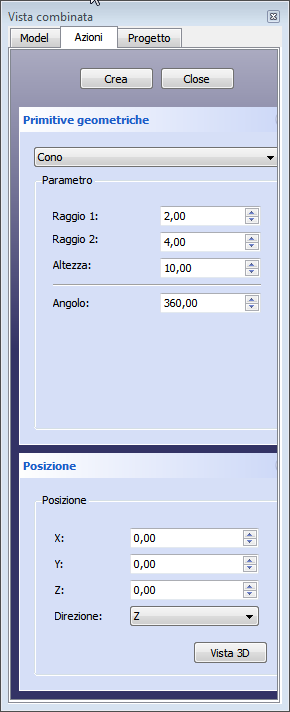 Vista combinata
Model Azioni Progetto
Crea Close
Primitive geometriche
Cono
Parametro
Raggio 1: 2,00
Raggio 2: 4,00
Altezza: 10,00
Angolo: 360,00
Posizione
Posizione
X: 0,00
Y: 0,00
Z: 0,00
Direzione: Z
Vista 3D